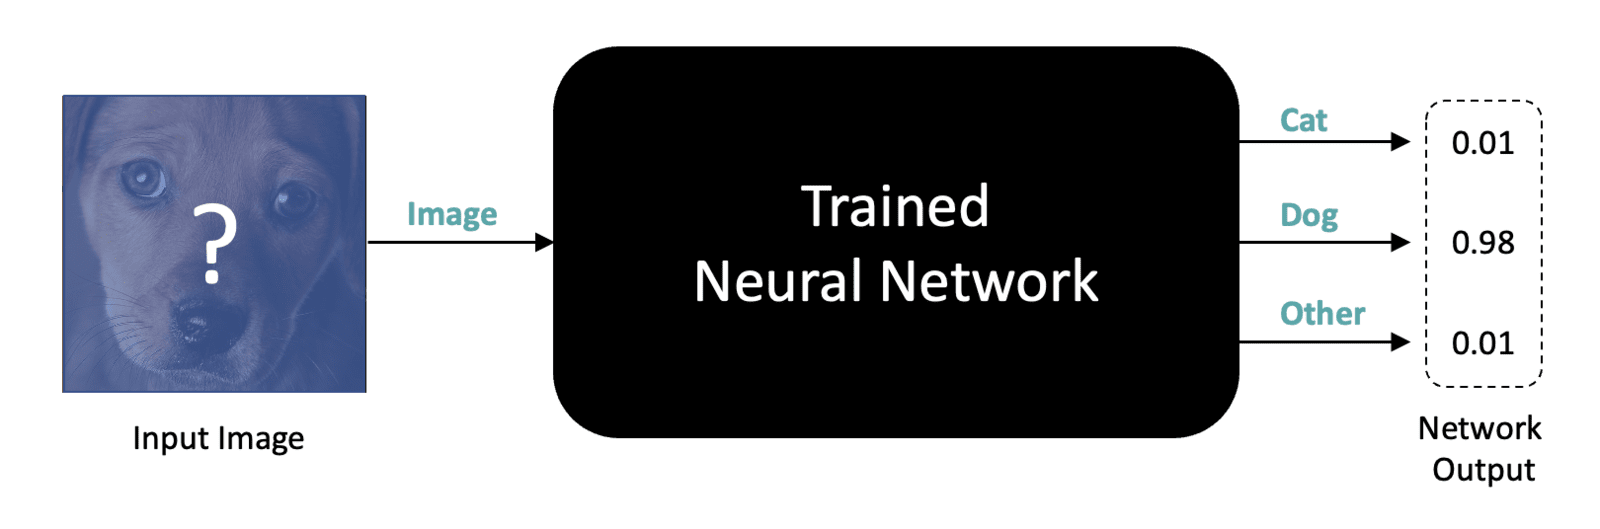 ?
Input Image
Image
Trained
Neural Network
Cat
Dog
Other
0.01
0.98
0.01
Network
Output